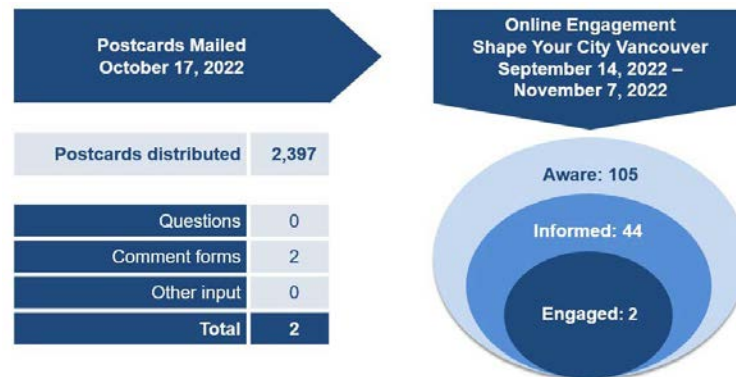 Postcards Mailed
October 17, 2022
Postcards distributed 2,397
Questions 0
Comment forms 2
Other input 0
Total 2
Online Engagement
Shape Your City Vancouver
September 14, 2022 –
November 7, 2022
Aware: 105
Informed: 44
Engaged: 2